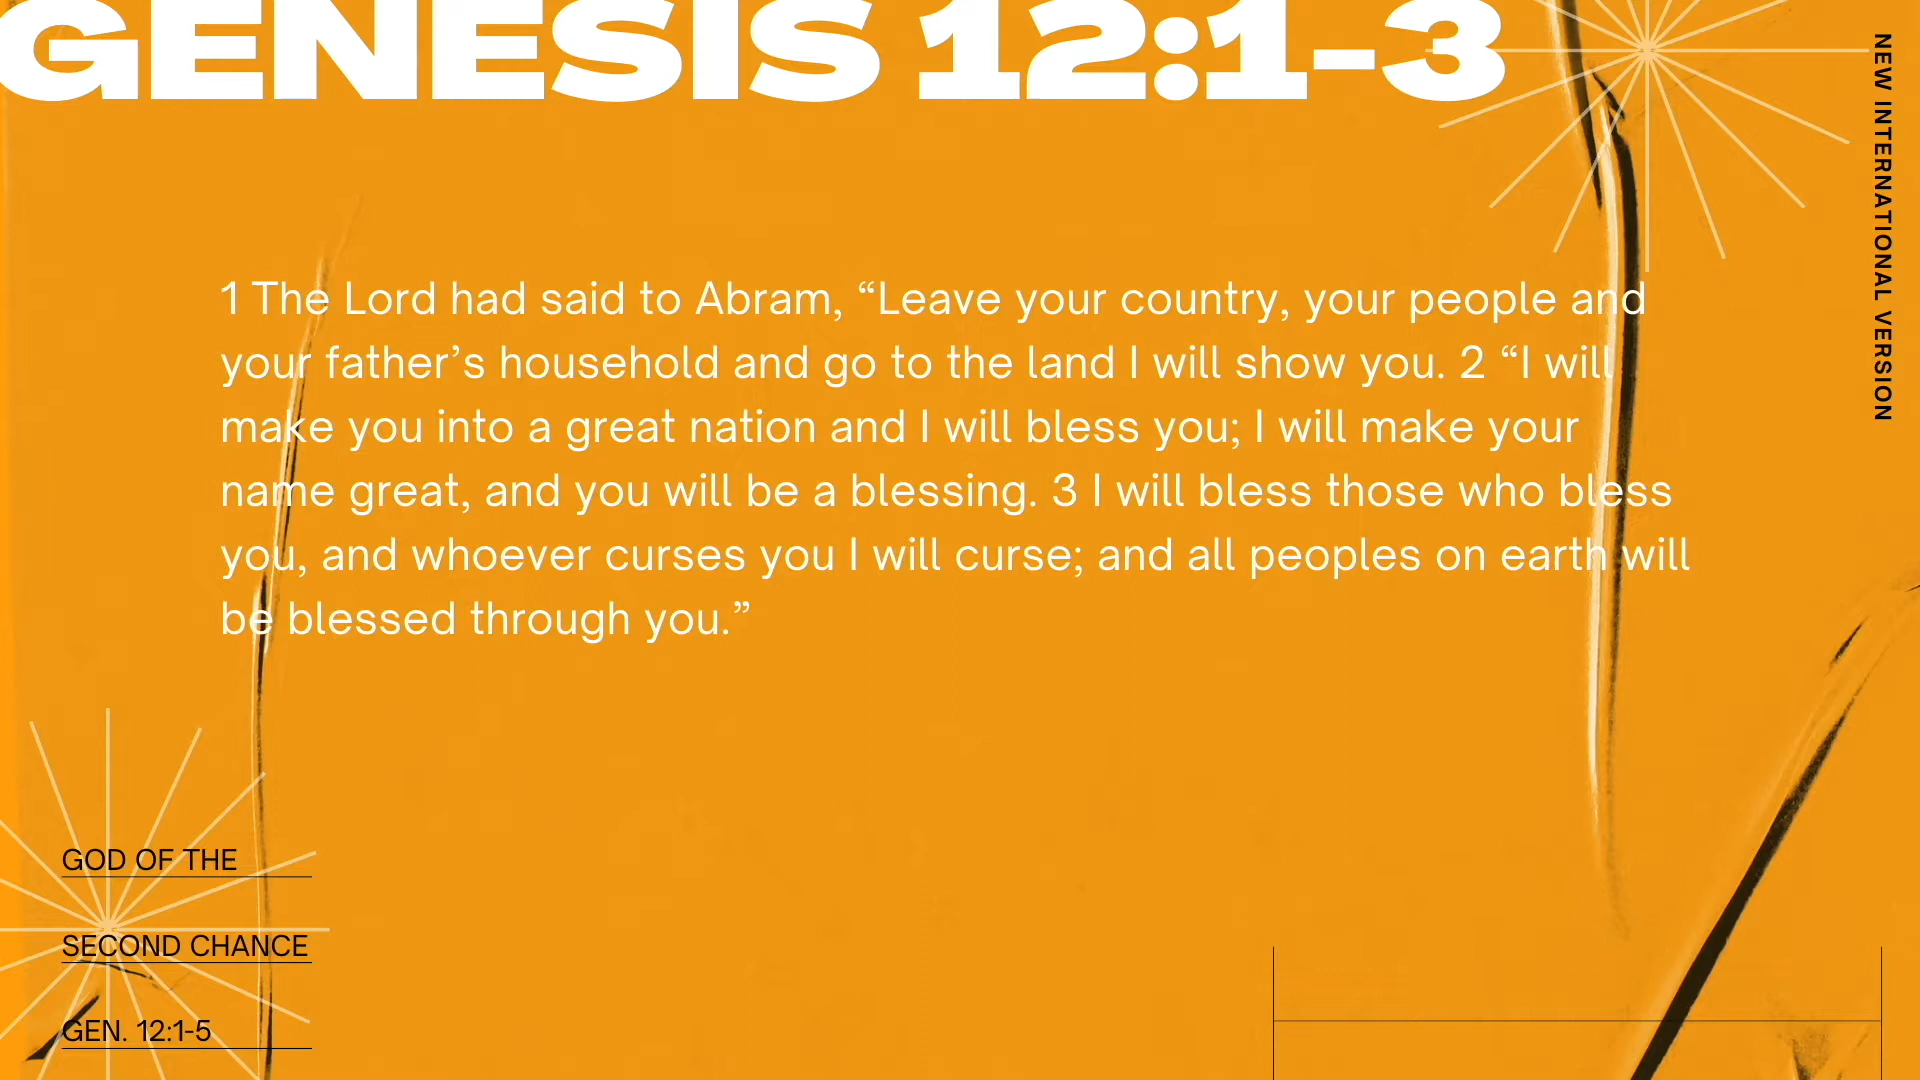 GENESIS 12:1-3
NEW INTERNATIONAL VERSION
1 The Lord had said to Abram, “Leave your country, your people and
your father’s household and go to the land I will show you. 2 “I will
make you into a great nation and I will bless you; I will make your
name great, and you will be a blessing. 3 I will bless those who bless
you, and whoever curses you I will curse; and all peoples on earth will
be blessed through you.”
GOD OF THE
SECOND CHANCE
GEN. 12:1-5